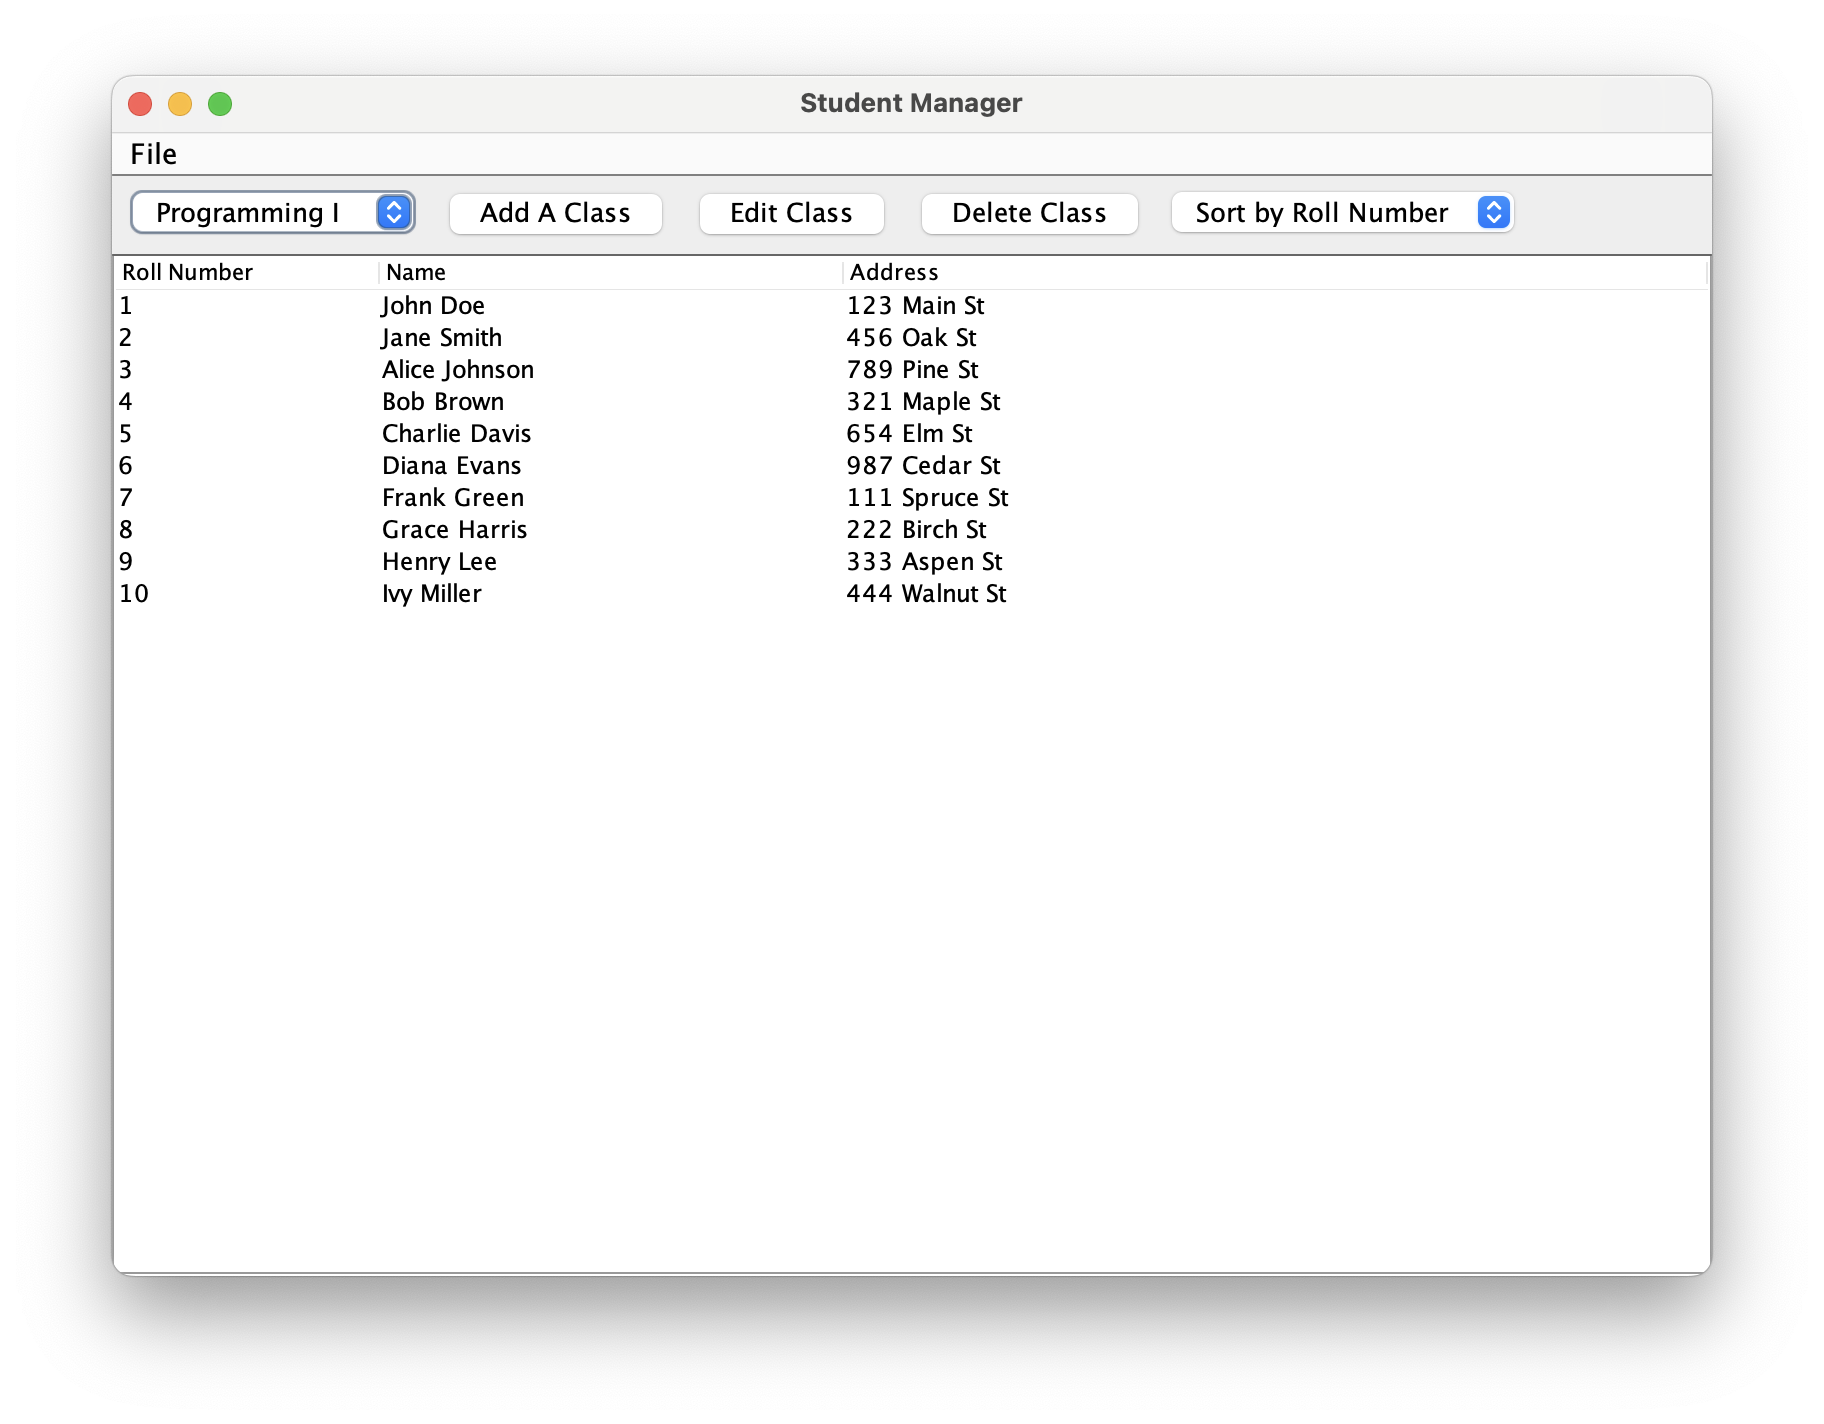 Student Manager
File
Programming I Add A Class Edit Class Delete Class Sort by Roll Number
Roll Number Name Address
1 John Doe 123 Main St
2 Jane Smith 456 Oak St
3 Alice Johnson 789 Pine St
4 Bob Brown 321 Maple St
5 Charlie Davis 654 Elm St
6 Diana Evans 987 Cedar St
7 Frank Green 111 Spruce St
8 Grace Harris 222 Birch St
9 Henry Lee 333 Aspen St
10 Ivy Miller 444 Walnut St